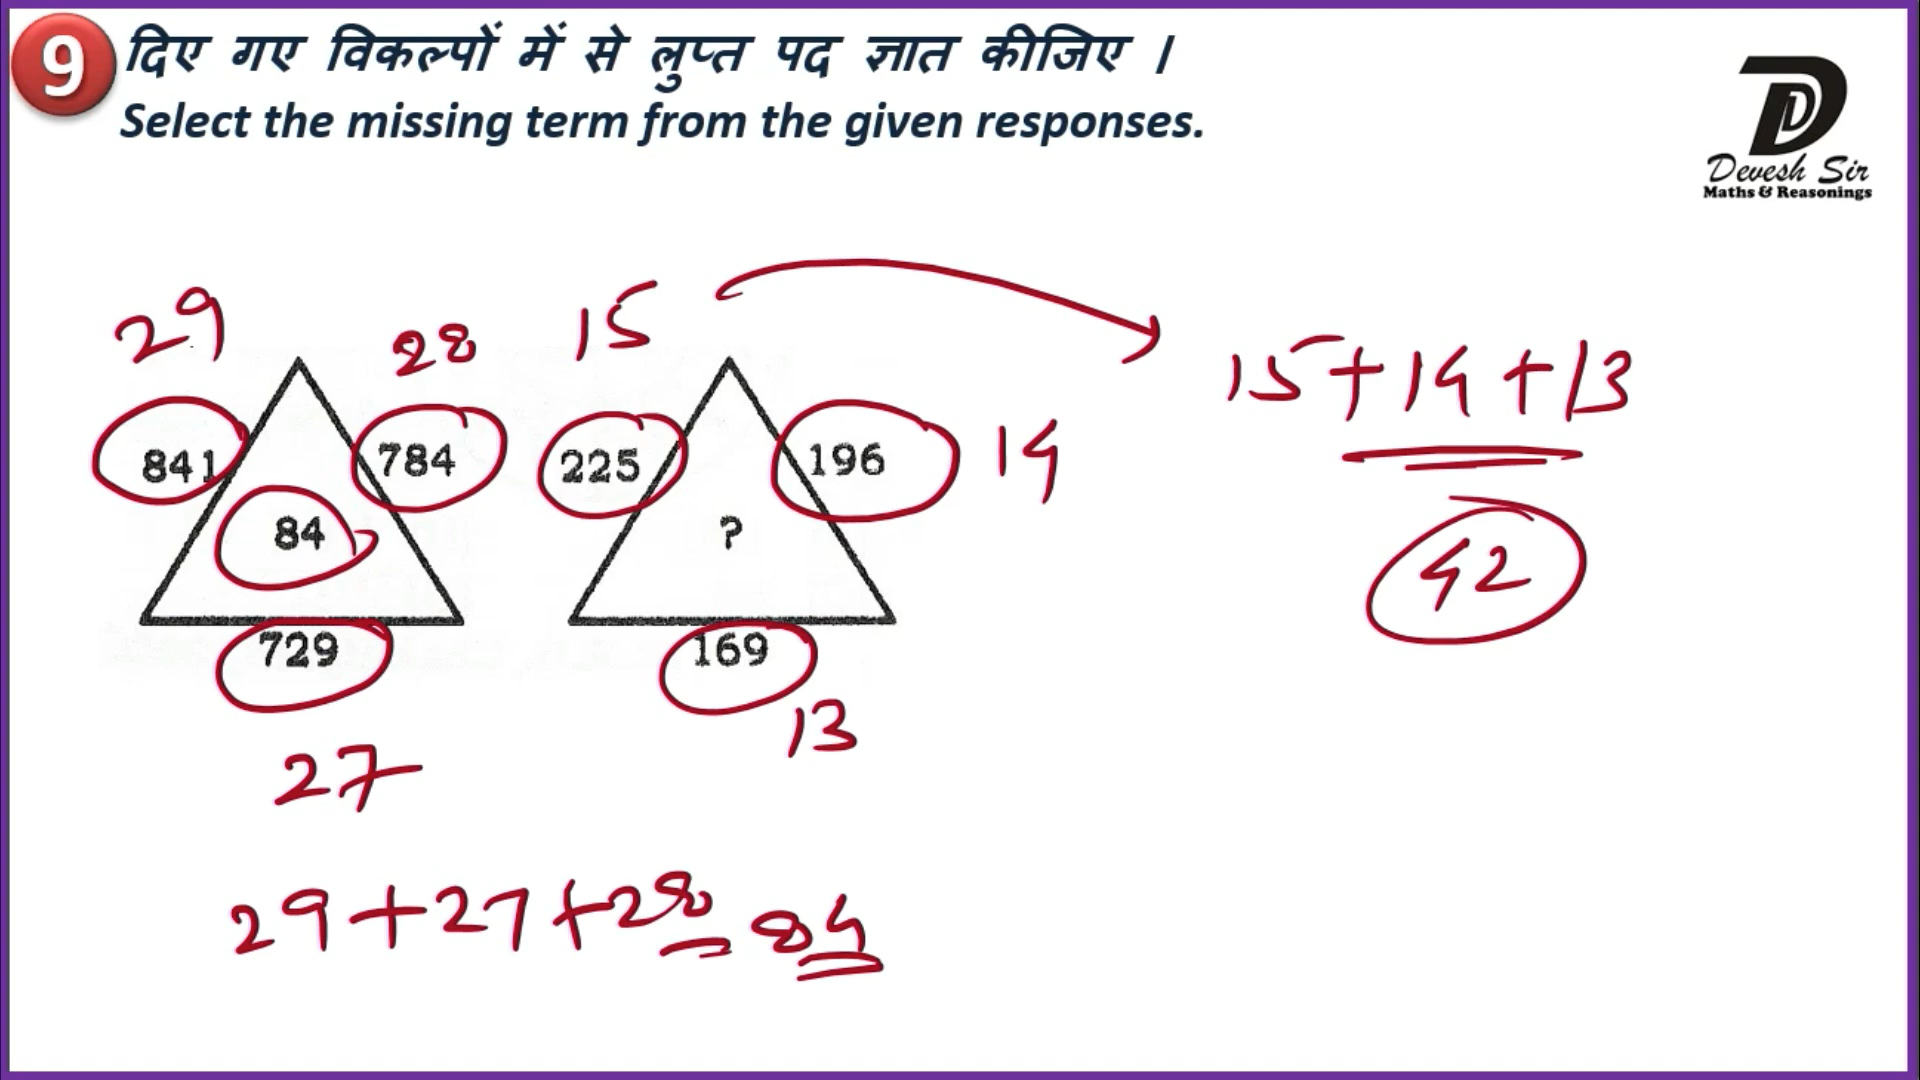 9
दिए गए विकल्पों में से लुप्त पद ज्ञात कीजिए ।
Select the missing term from the given responses.
D
Devesh Sir
Maths & Reasonings
29 28 15
15+14+13
841 784 225 196 14
84 ?
42
729 169
13
27
29+27+28 84